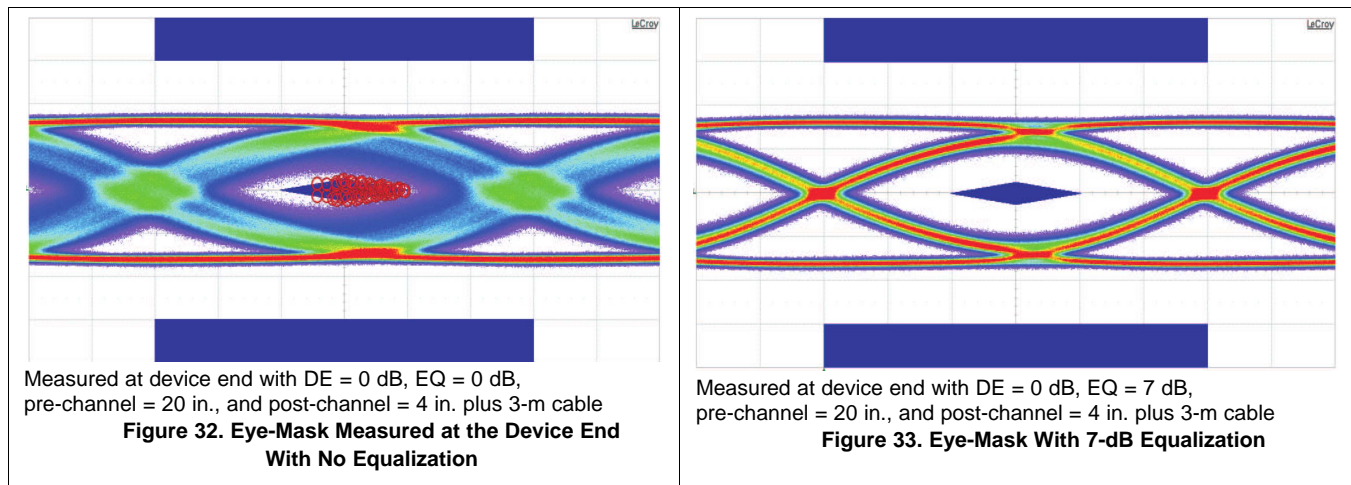 LeCroy
Measured at device end with DE = 0 dB, EQ = 0 dB,
pre-channel = 20 in., and post-channel = 4 in. plus 3-m cable
Figure 32. Eye-Mask Measured at the Device End
With No Equalization
LeCroy
Measured at device end with DE = 0 dB, EQ = 7 dB,
pre-channel = 20 in., and post-channel = 4 in. plus 3-m cable
Figure 33. Eye-Mask With 7-dB Equalization